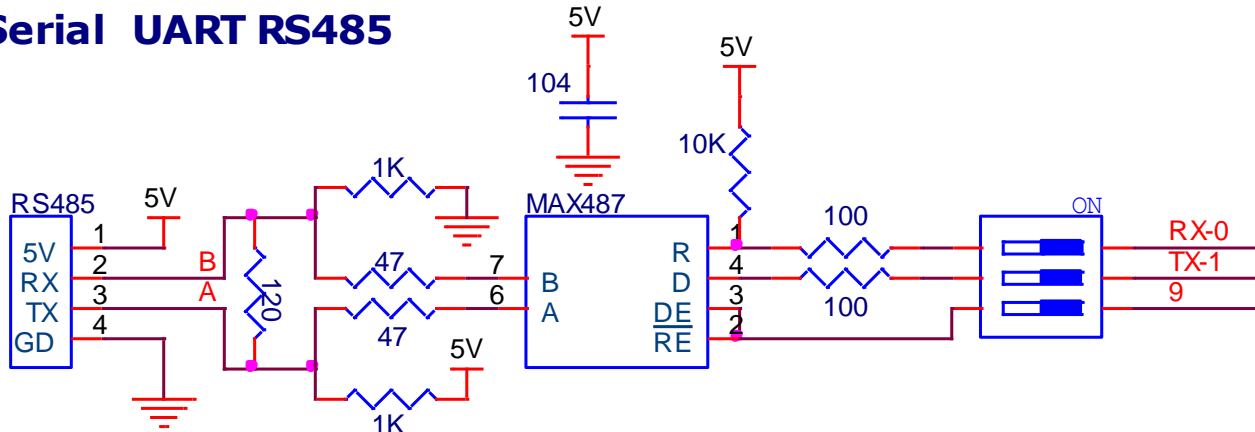 Serial UART RS485
5V
104
5V
10K
1K
RS485
5V
1
5V
2
RX
3
TX
4
GD
B
A
120
47
47
1K
5V
MAX487
7
B
6
A
R
1
D
4
DE
3
RE
2
100
100
ON
RX-0
TX-1
9